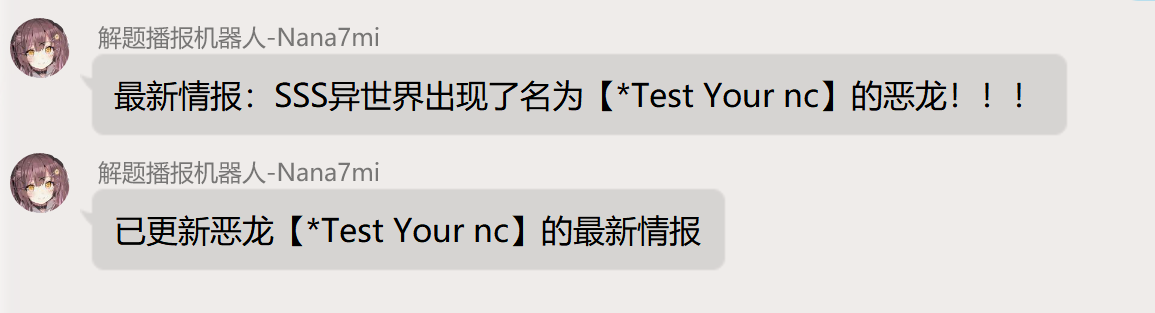 解题播报机器人-Nana7mi
最新情报：SSS异世界出现了名为【*Test Your nc】的恶龙！！！
解题播报机器人-Nana7mi
已更新恶龙【*Test Your nc】的最新情报